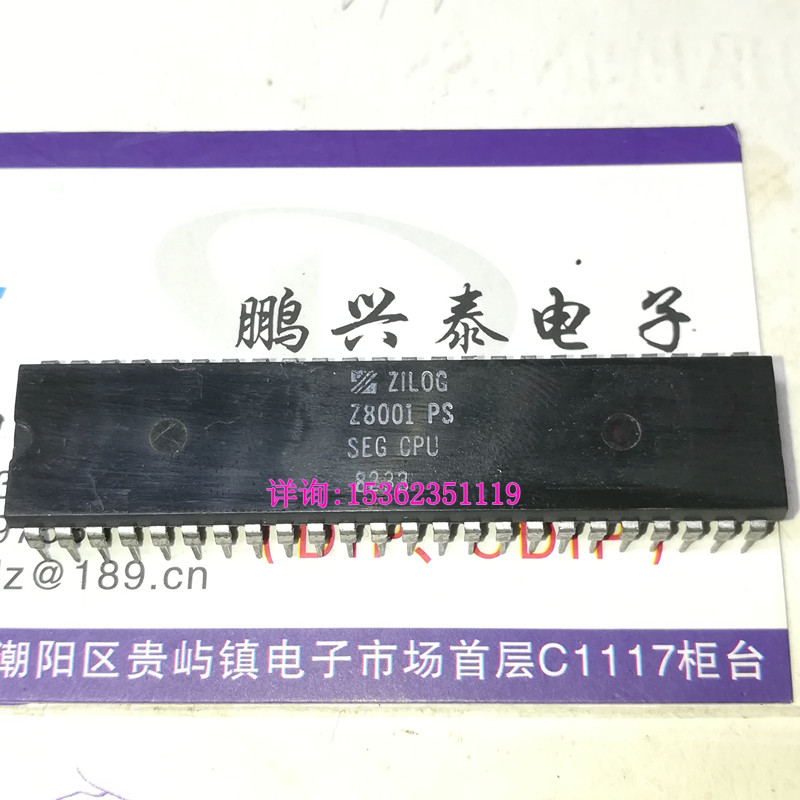 鹏兴泰电子
ZILOG
Z8001 PS
SEG CPU
详询:15362351119
z@189.cn
潮阳区贵屿镇电子市场首层C1117柜台